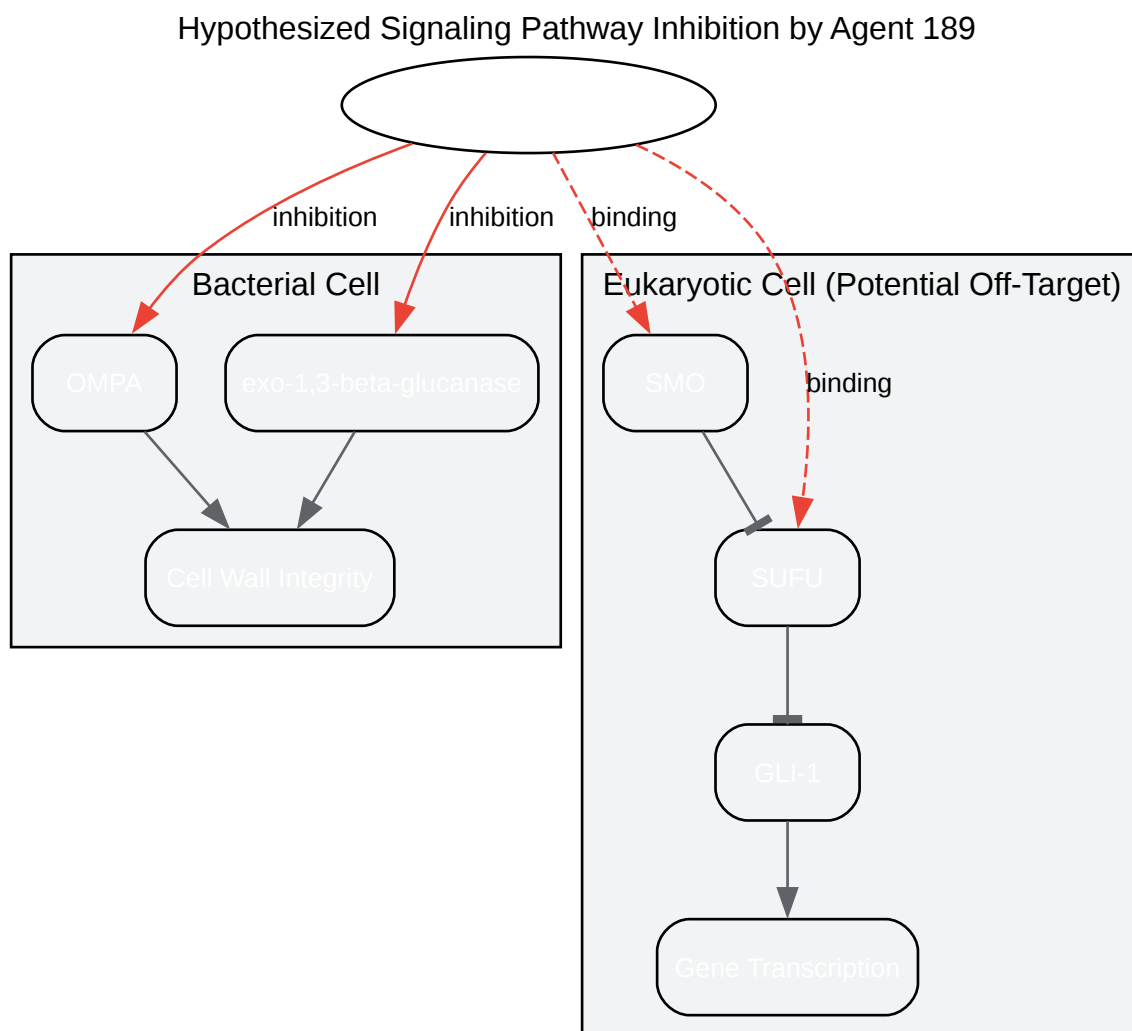 Hypothesized Signaling Pathway Inhibition by Agent 189
inhibition
inhibition
binding
Bacterial Cell
Eukaryotic Cell (Potential Off-Target)
OMPA
exo-1,3-beta-glucanase
SMO
binding
Cell Wall Integrity
SUFU
GLI-1
Gene Transcription